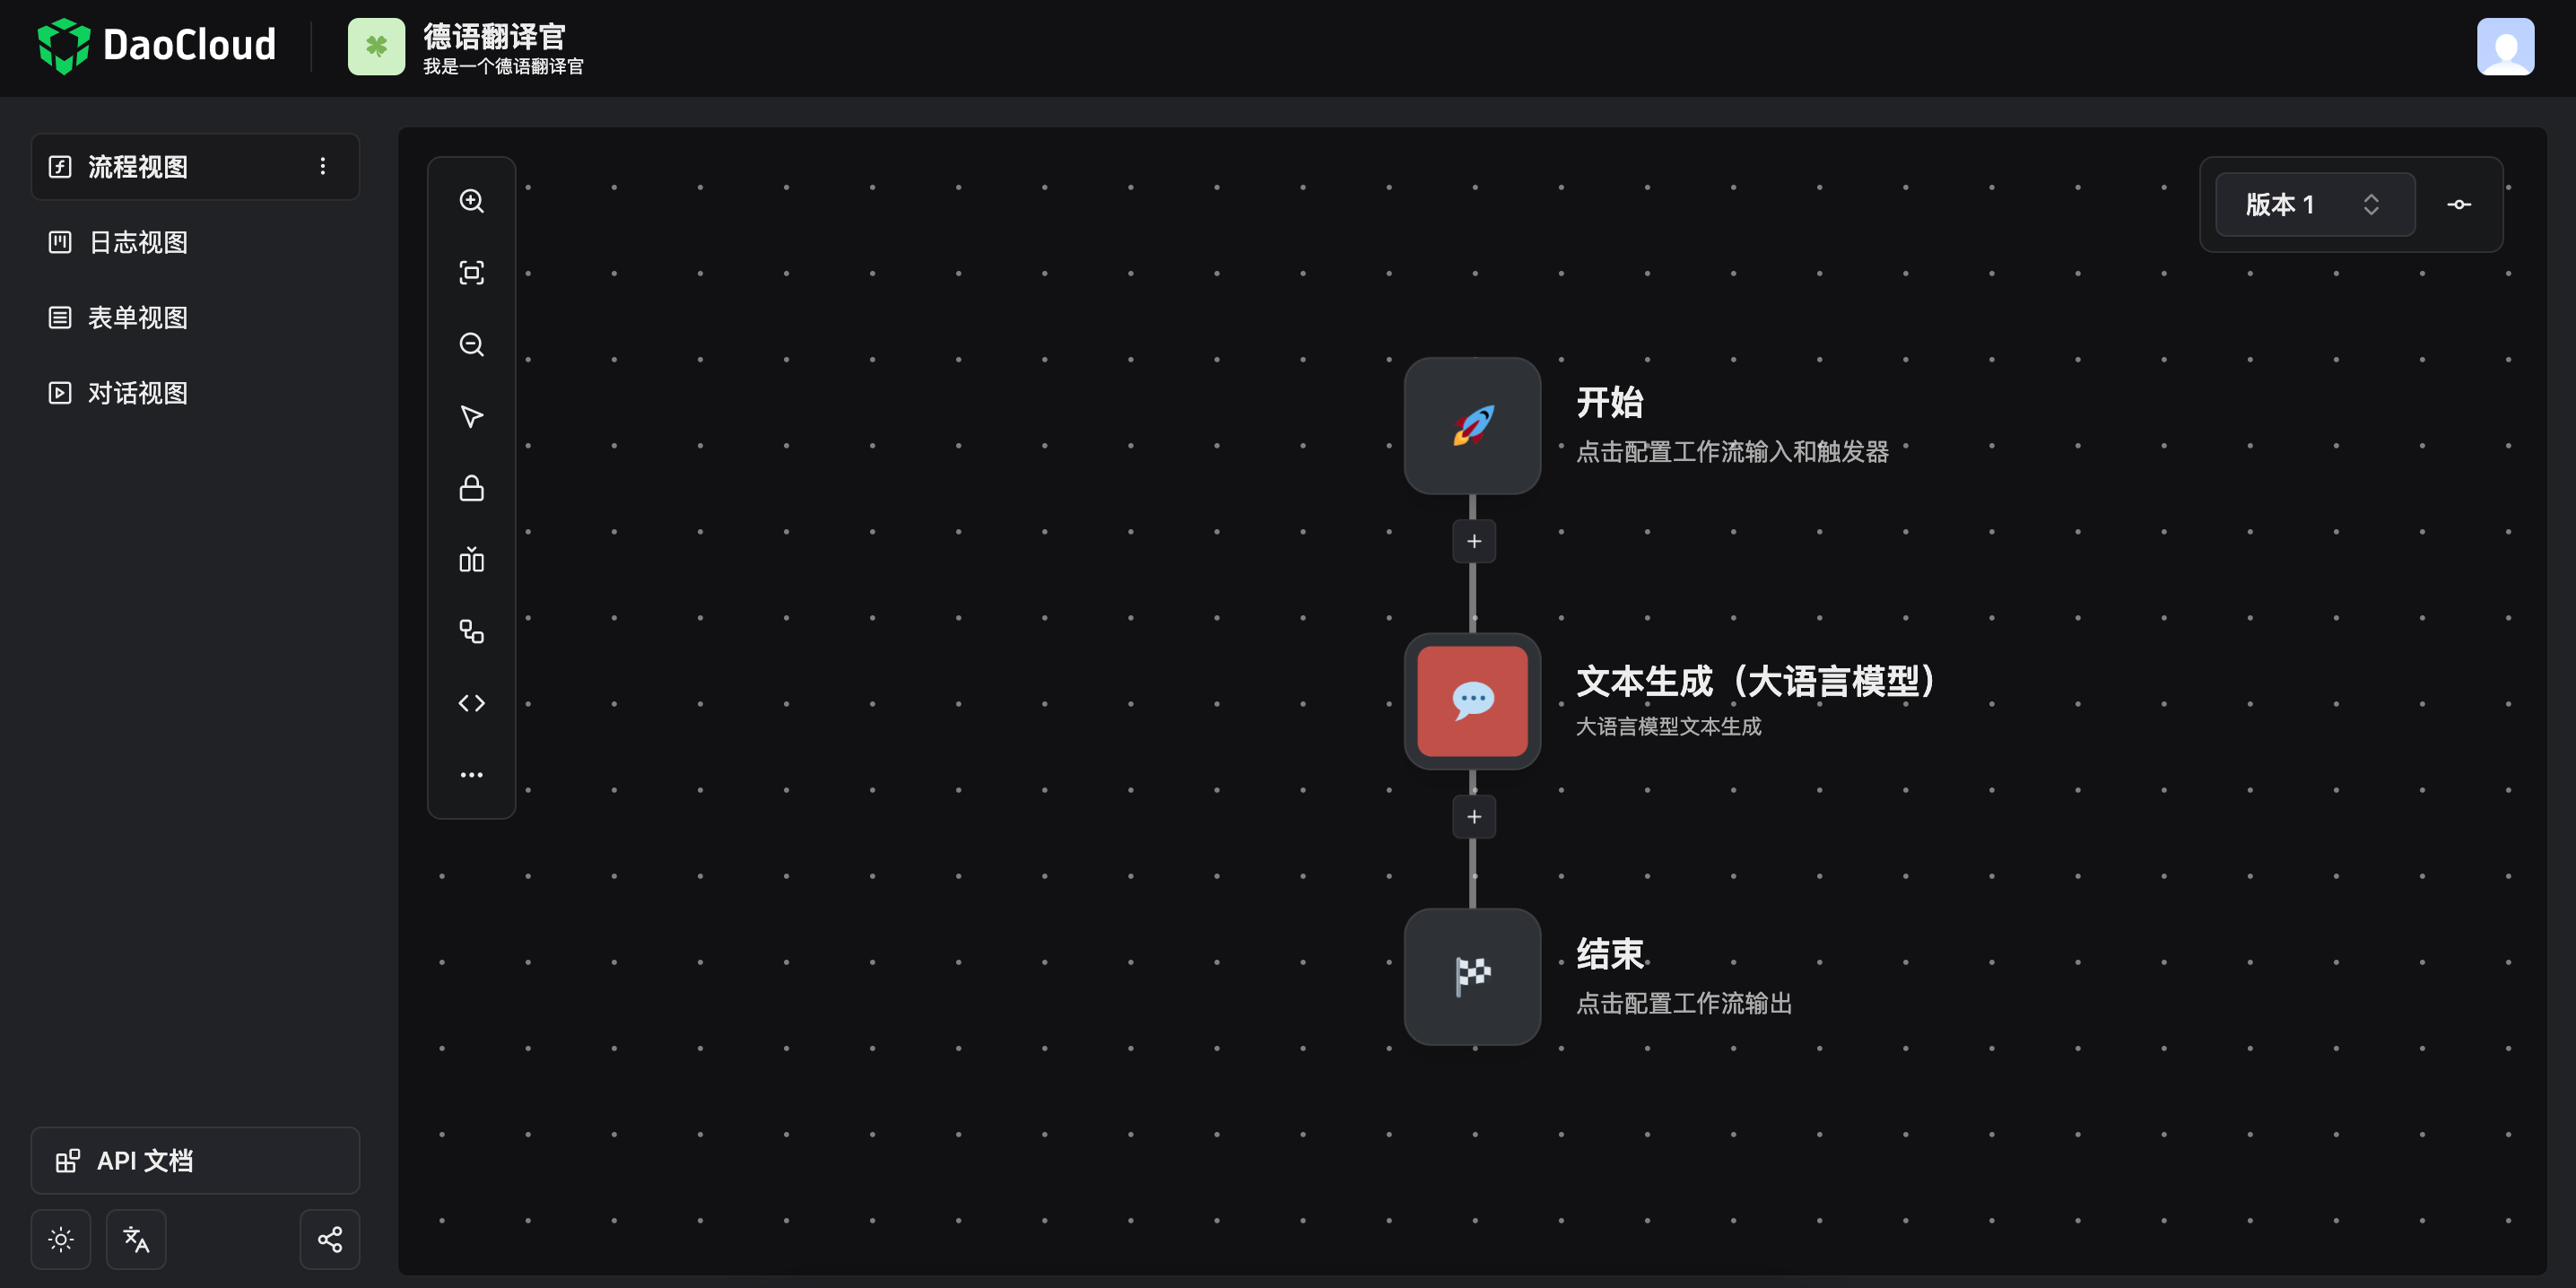 DaoCloud
德语翻译官
我是一个德语翻译官
流程视图
日志视图
表单视图
对话视图
版本 1
开始
点击配置工作流输入和触发器
文本生成（大语言模型）
大语言模型文本生成
结束
点击配置工作流输出
API 文档